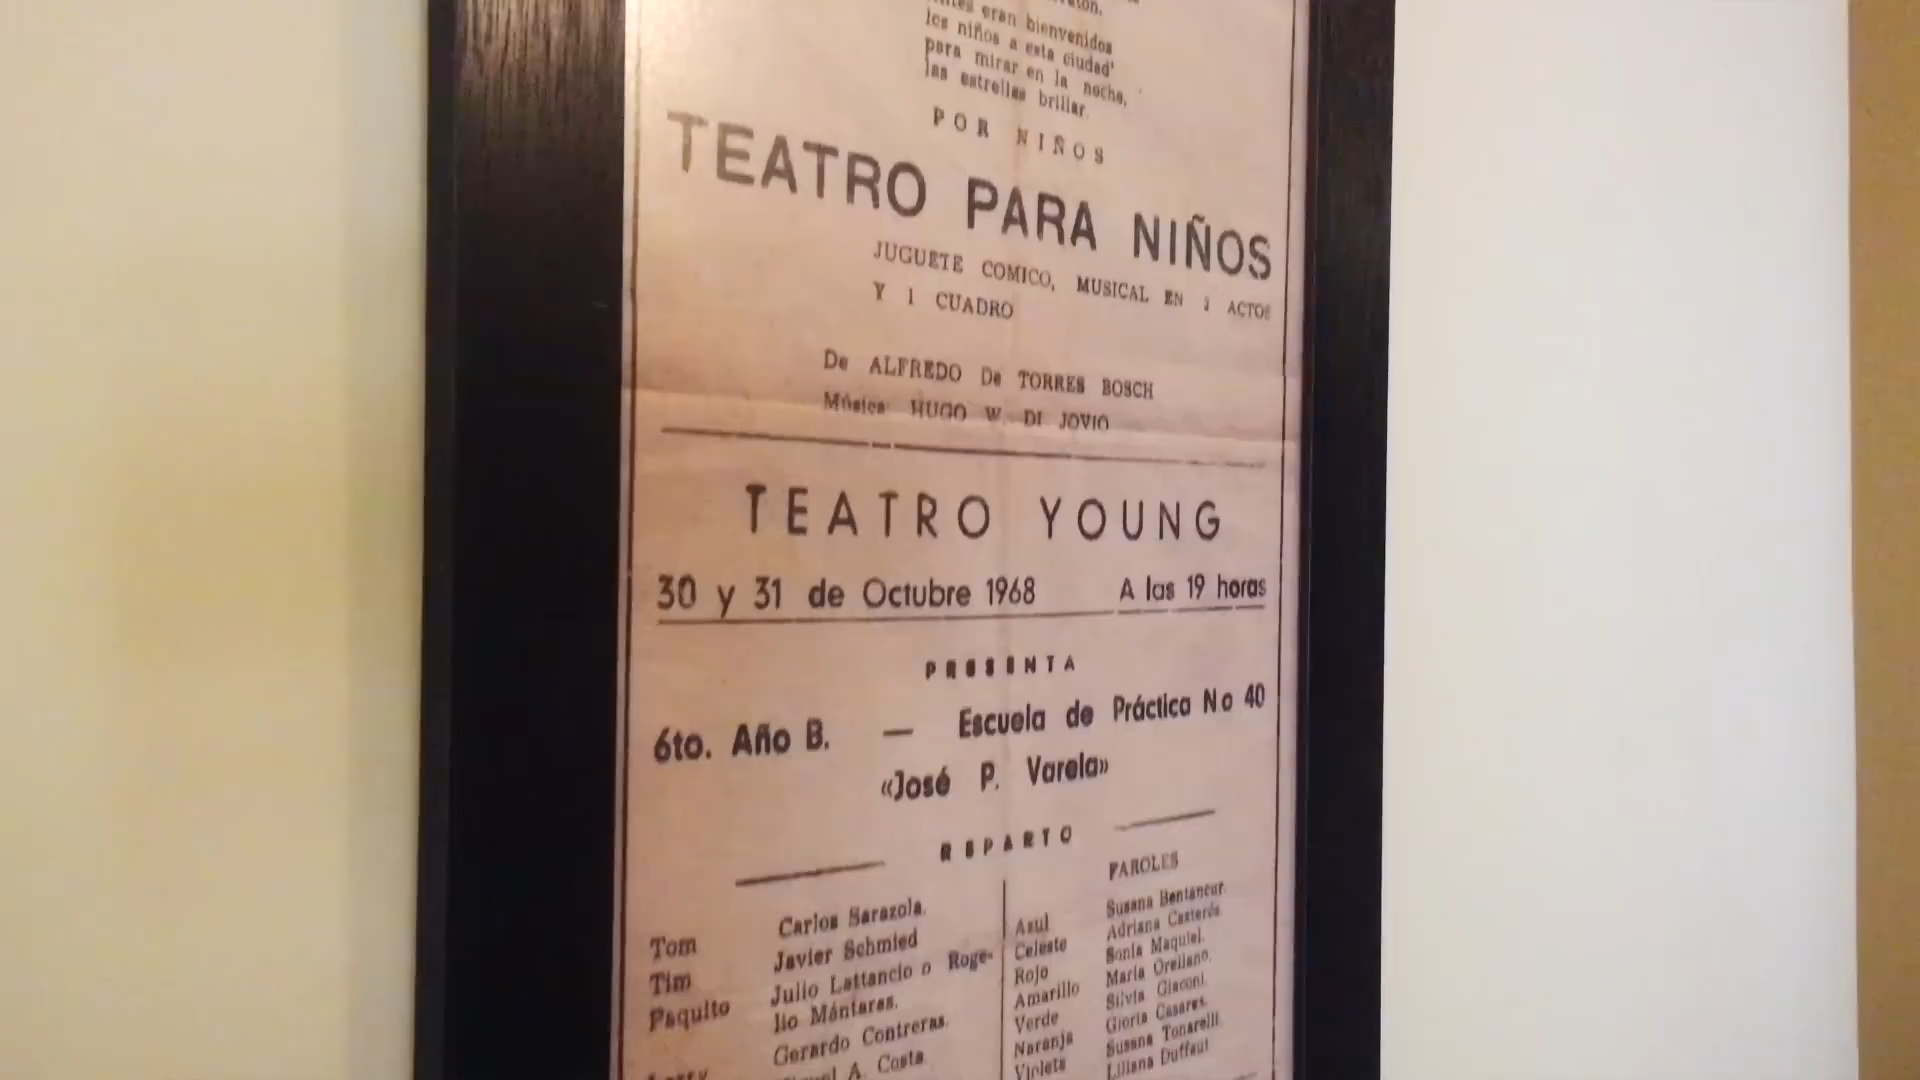 eran bienvenidos
los niños a esta ciudad'
para mirar en la noche,
las estrellas brillar.
POR NIÑOS
TEATRO PARA NIÑOS
JUGUETE COMICO, MUSICAL EN ACTOS
Y 1 CUADRO
De ALFREDO De TORRES BOSCH
Música: HUGO W. DI JOVIO
TEATRO YOUNG
30 y 31 de Octubre 1968 A las 19 horas
PRESENTA
6to. Año B. — Escuela de Práctica No 40
«José P. Varela»
REPARTO
Tom Carlos Sarazola.
Tim Javier Schmied
Paquito Julio Lattancio o Roge-
lio Mántaras.
Gerardo Contreras.
A. Costa
FAROLES
Azul Susana Bentancur.
Celeste Adriana Casterés.
Rojo Sonia Maquiel.
Amarillo María Orellano.
Verde Silvia Giaconi.
Naranja Gloria Casares.
Violeta Susana Tonarelli.
Liliana Duffaut